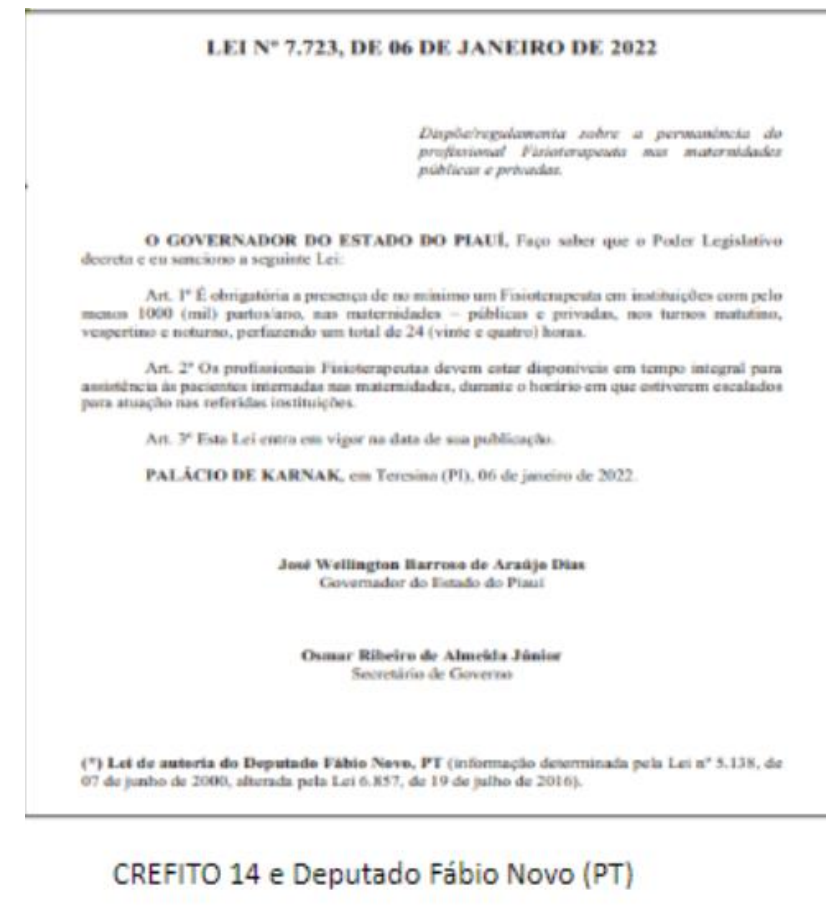 LEI Nº 7.723, DE 06 DE JANEIRO DE 2022
Dispõe/regulamenta sobre a permanência do
profissional Fisioterapeuta nas maternidades
públicas e privadas.
O GOVERNADOR DO ESTADO DO PIAUÍ, Faço saber que o Poder Legislativo
decreta e eu sanciono a seguinte Lei:
Art. 1º É obrigatória a presença de no mínimo um Fisioterapeuta em instituições com pelo
menos 1000 (mil) partos/ano, nas maternidades – públicas e privadas, nos turnos matutino,
vespertino e noturno, perfazendo um total de 24 (vinte e quatro) horas.
Art. 2º Os profissionais Fisioterapeutas devem estar disponíveis em tempo integral para
assistência às pacientes internadas nas maternidades, durante o horário em que estiverem escalados
para atuação nas referidas instituições.
Art. 3º Esta Lei entra em vigor na data de sua publicação.
PALÁCIO DE KARNAK, em Teresina (PI), 06 de janeiro de 2022.
José Wellington Barroso de Araújo Dias
Governador do Estado do Piauí
Osmar Ribeiro de Almeida Júnior
Secretário de Governo
(*) Lei de autoria do Deputado Fábio Novo, PT (informação determinada pela Lei nº 5.138, de
07 de junho de 2000, alterada pela Lei 6.857, de 19 de julho de 2016).
CREFITO 14 e Deputado Fábio Novo (PT)